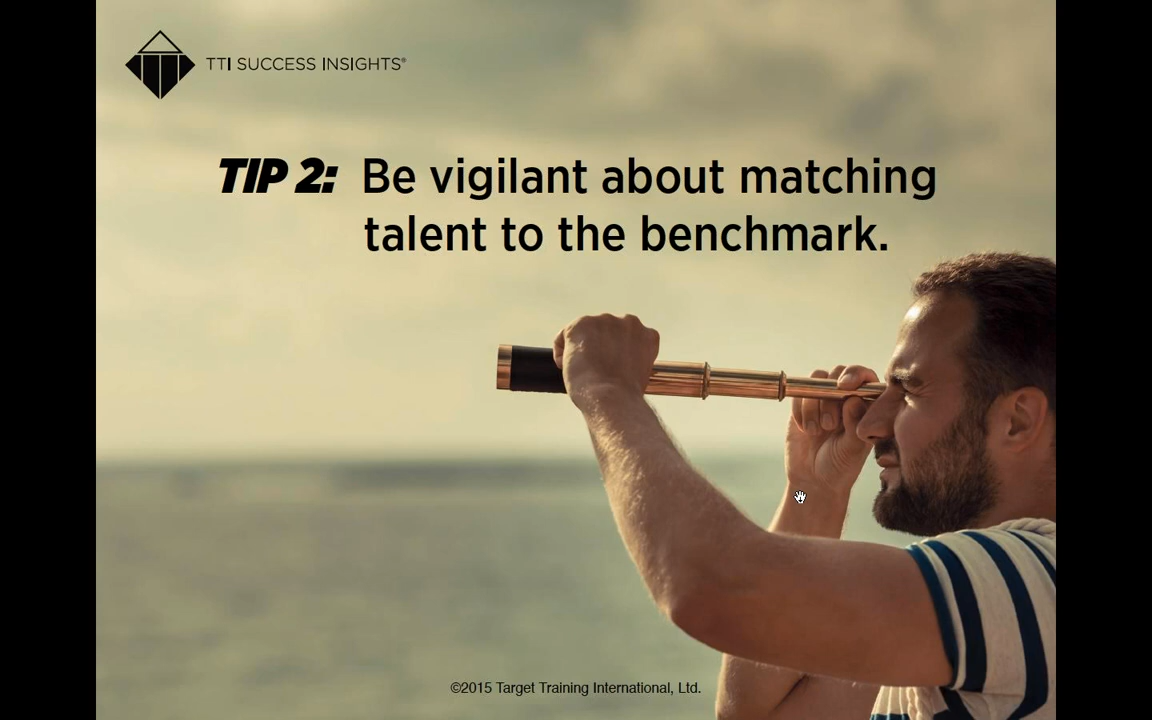 TTI SUCCESS INSIGHTS®
TIP 2: Be vigilant about matching
talent to the benchmark.
©2015 Target Training International, Ltd.